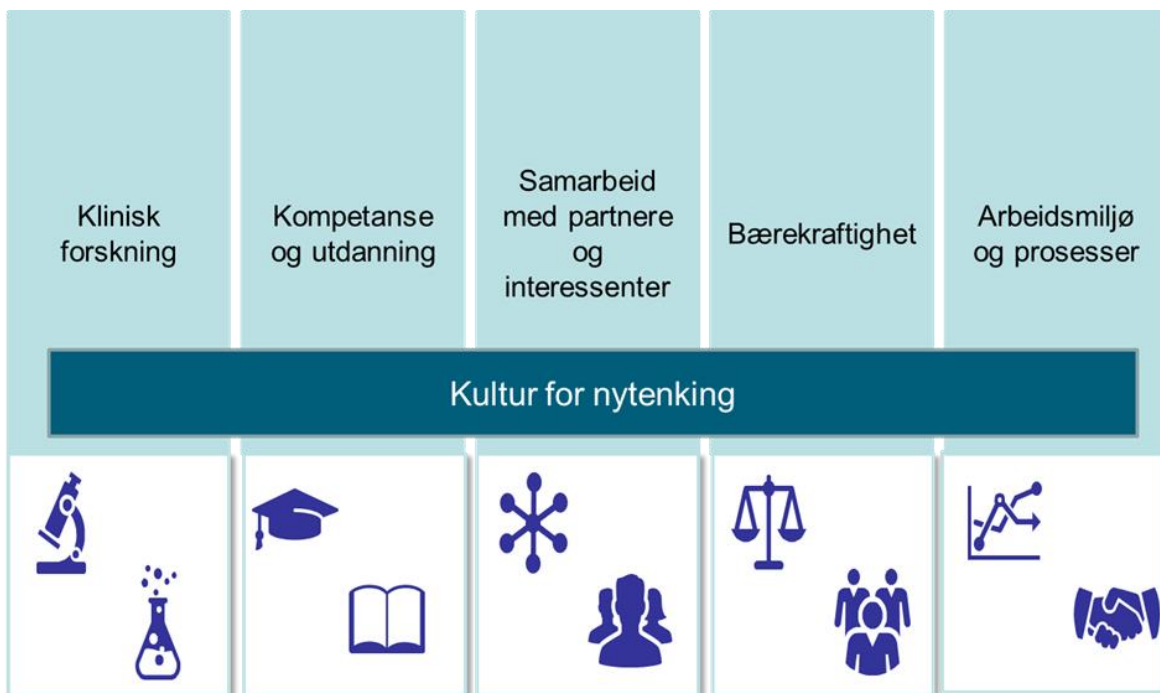 Klinisk
forskning
Kompetanse
og utdanning
Samarbeid
med partnere
og
interessenter
Bærekraftighet
Arbeidsmiljø
og prosesser
Kultur for nytenking